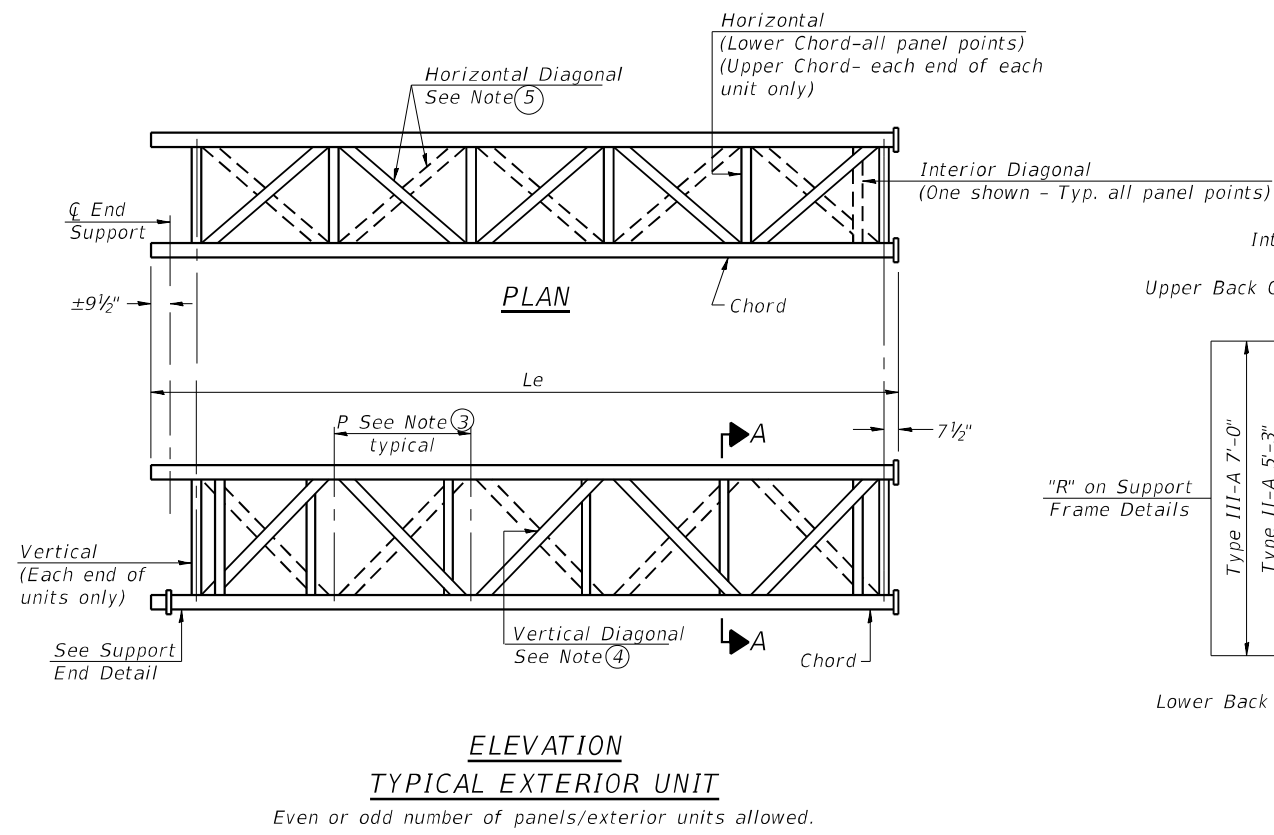 Horizontal
(Lower Chord-all panel points)
(Upper Chord- each end of each
unit only)
Horizontal Diagonal
See Note 5
Interior Diagonal
(One shown - Typ. all panel points)
℄ End
Support
±9½"
PLAN
Chord
Int
Upper Back
Le
P See Note 3
typical
A
7½"
"R" on Support
Frame Details
Type III-A 7'-0"
Type II-A 5'-3"
Vertical
(Each end of
units only)
See Support
End Detail
Vertical Diagonal
See Note 4
A
Chord
Lower Back
ELEVATION
TYPICAL EXTERIOR UNIT
Even or odd number of panels/exterior units allowed.